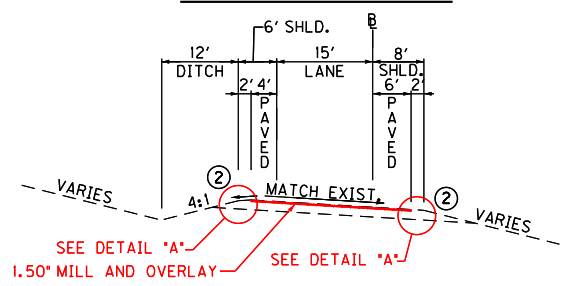 6' SHLD.
B
12'
15'
8'
DITCH
LANE
SHLD.
2'
4'
6'
2'
PAVED
PAVED
2
MATCH EXIST.
2
VARIES
4:1
VARIES
SEE DETAIL "A"
SEE DETAIL "A"
1.50" MILL AND OVERLAY